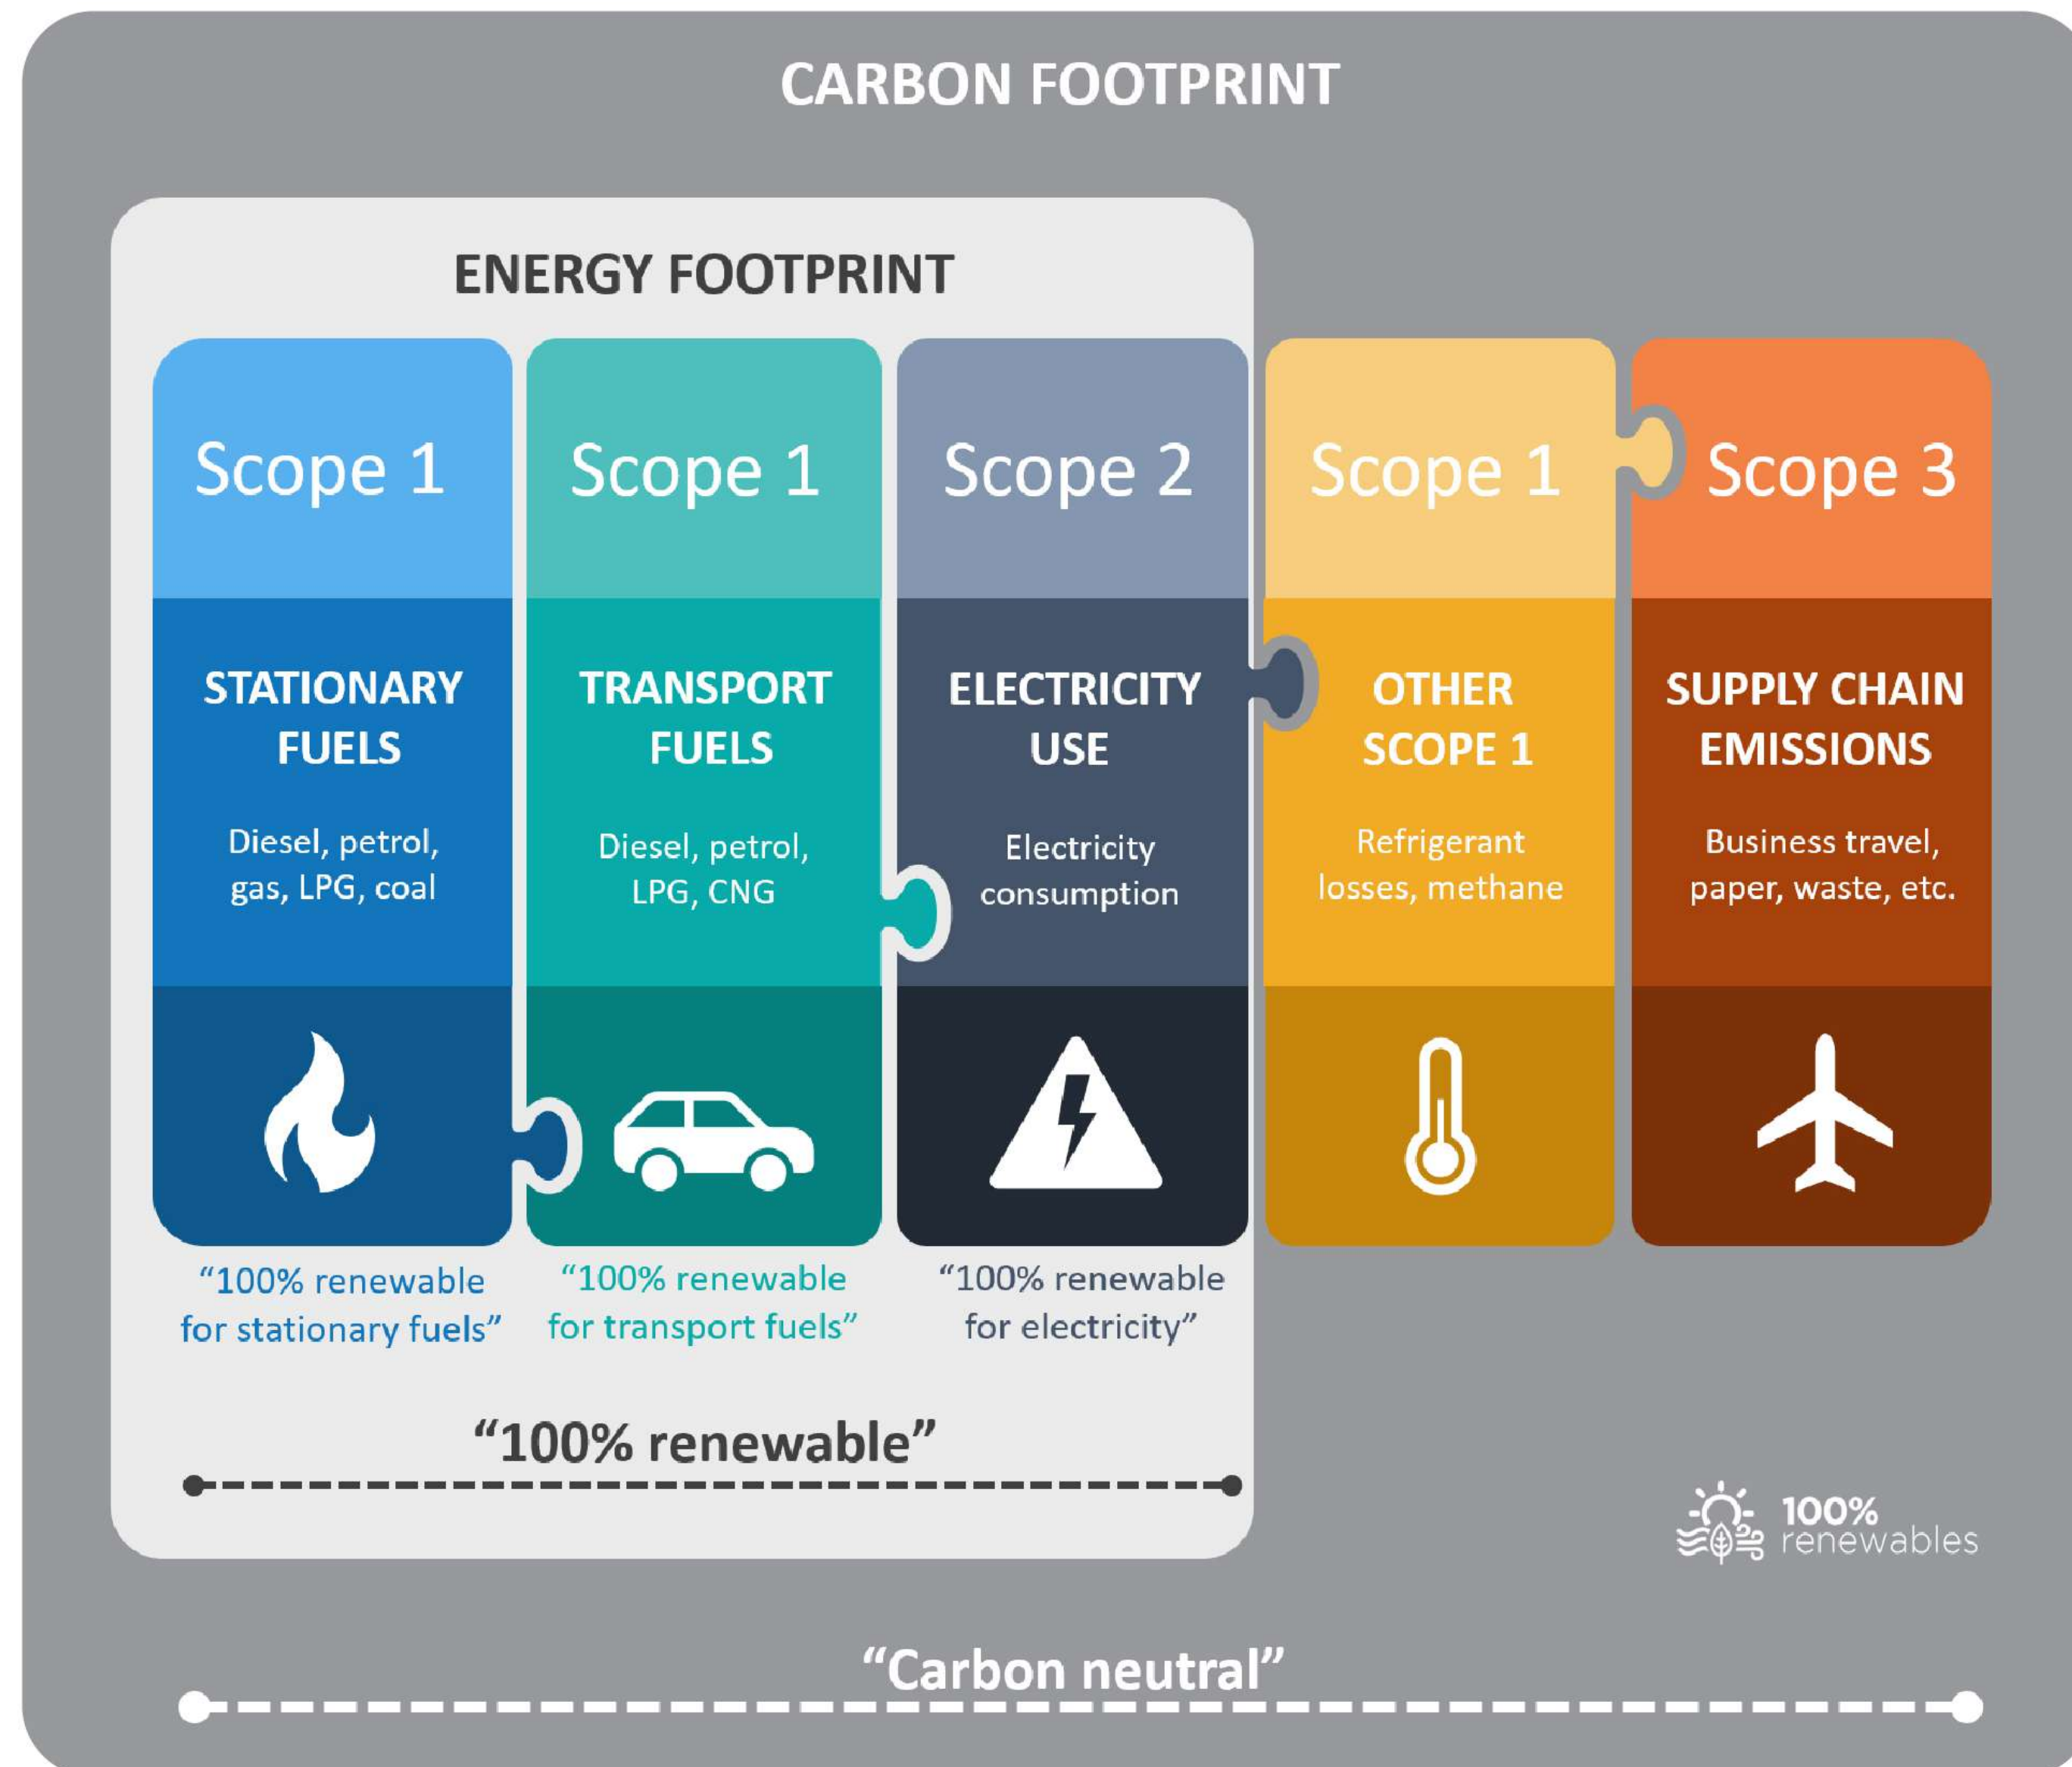 CARBON FOOTPRINT
ENERGY FOOTPRINT
Scope 1
STATIONARY
FUELS
Diesel, petrol,
gas, LPG, coal
“100% renewable
for stationary fuels”
Scope 1
TRANSPORT
FUELS
Diesel, petrol,
LPG, CNG
“100% renewable
for transport fuels”
Scope 2
ELECTRICITY
USE
Electricity
consumption
“100% renewable
for electricity”
Scope 1
OTHER
SCOPE 1
Refrigerant
losses, methane
Scope 3
SUPPLY CHAIN
EMISSIONS
Business travel,
paper, waste, etc.
“100% renewable”
100%
renewables
“Carbon neutral”